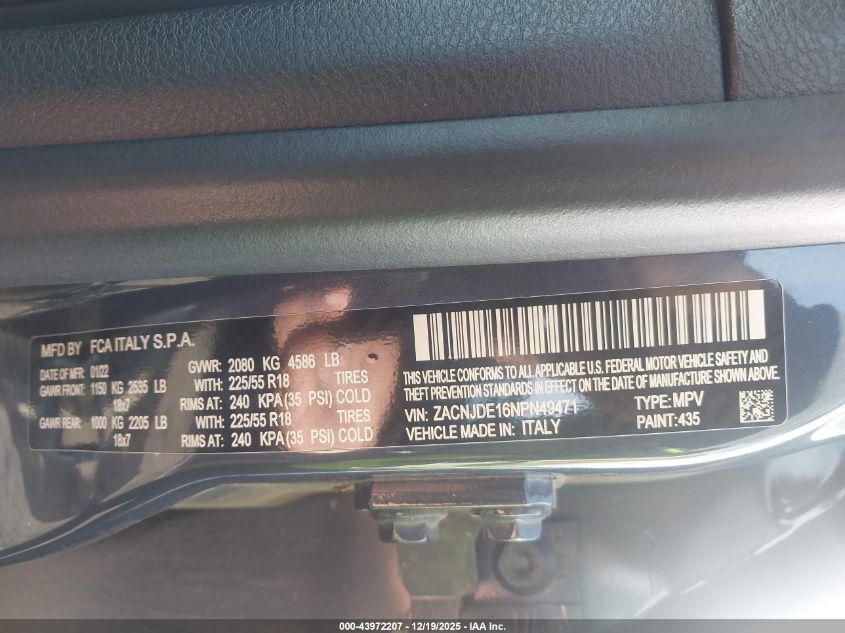 MFD BY FCA ITALY S.P.A.
DATE OF MFR: 01/22 GVWR: 2080 KG 4586 LB
GAWR FRONT: 1150 KG 2535 LB WITH: 225/55 R18 TIRES
18x7 RIMS AT: 240 KPA(35 PSI) COLD
GAWR REAR: 1000 KG 2205 LB WITH: 225/55 R18 TIRES
18x7 RIMS AT: 240 KPA(35 PSI) COLD
THIS VEHICLE CONFORMS TO ALL APPLICABLE U.S. FEDERAL MOTOR VEHICLE SAFETY AND
THEFT PREVENTION STANDARDS IN EFFECT ON THE DATE OF MANUFACTURE SHOWN ABOVE.
VIN: ZACNJDE16NPN49471 TYPE: MPV
VEHICLE MADE IN: ITALY PAINT: 435
000-43972207 - 12/19/2025 - IAA Inc.